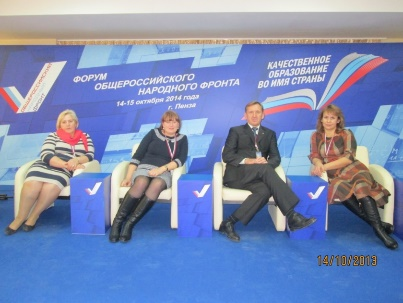 ФОРУМ
ОБЩЕРОССИЙСКОГО
НАРОДНОГО ФРОНТА
14-15 октября 2014 года
г. Пенза
КАЧЕСТВЕННОЕ
ОБРАЗОВАНИЕ
ВО ИМЯ СТРАНЫ
14/10/2013